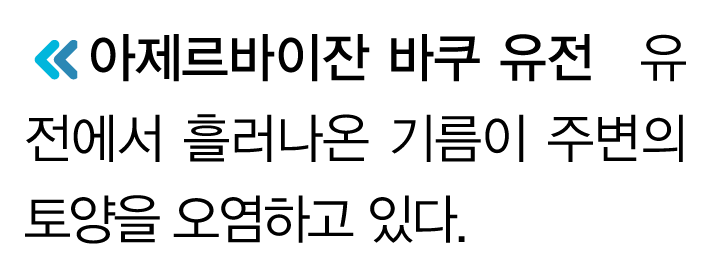 ≪아제르바이잔 바쿠 유전 유
전에서 흘러나온 기름이 주변의
토양을 오염하고 있다.